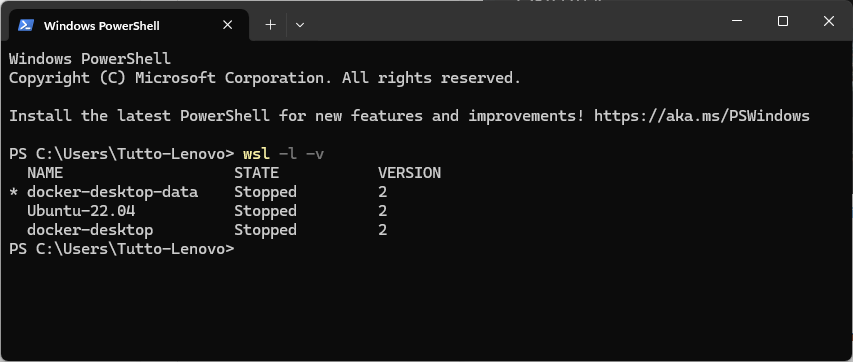 Windows PowerShell
Windows PowerShell
Copyright (C) Microsoft Corporation. All rights reserved.
Install the latest PowerShell for new features and improvements! https://aka.ms/PSWindows
PS C:\Users\Tutto-Lenovo> wsl -l -v
NAME STATE VERSION
* docker-desktop-data Stopped 2
Ubuntu-22.04 Stopped 2
docker-desktop Stopped 2
PS C:\Users\Tutto-Lenovo>